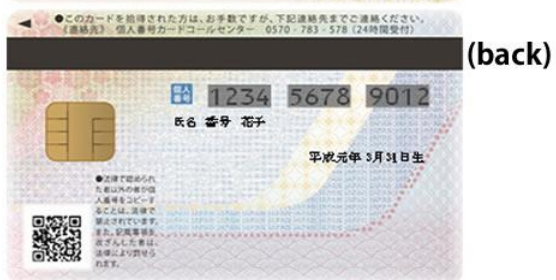 ●このカードを拾得された方は、お手数ですが、下記連絡先までご連絡ください。
《連絡先》 個人番号カードコールセンター 0570-783-578 (24時間受付)
(back)
個人番号 1234 5678 9012
氏名 番号 花子
平成元年 3月31日生
●法律で認められ
た者以外の者が個
人番号をコピーす
ることは、法律で
禁止されています。
また、記載事項を
改ざんした者は、
法律により罰せら
れます。